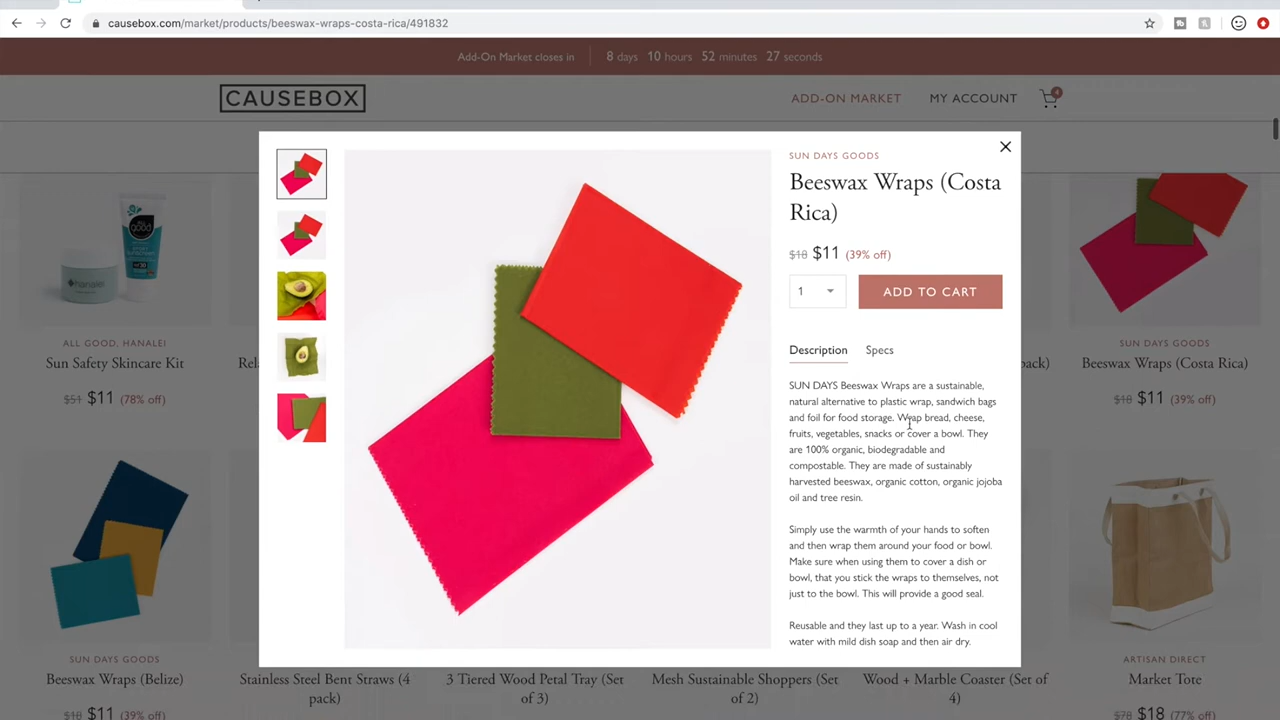 causebox.com/market/products/beeswax-wraps-costa-rica/491832
Add-On Market closes in 8 days 10 hours 52 minutes 27 seconds
CAUSEBOX
ADD-ON MARKET MY ACCOUNT 4
SUN DAYS GOODS
Beeswax Wraps (Costa
Rica)
$18 $11 (39% off)
1 ADD TO CART
Description Specs
SUN DAYS Beeswax Wraps are a sustainable,
natural alternative to plastic wrap, sandwich bags
and foil for food storage. Wrap bread, cheese,
fruits, vegetables, snacks or cover a bowl. They
are 100% organic, biodegradable and
compostable. They are made of sustainably
harvested beeswax, organic cotton, organic jojoba
oil and tree resin.
Simply use the warmth of your hands to soften
and then wrap them around your food or bowl.
Make sure when using them to cover a dish or
bowl, that you stick the wraps to themselves, not
just to the bowl. This will provide a good seal.
Reusable and they last up to a year. Wash in cool
water with mild dish soap and then air dry.
all good
hanalei
ALL GOOD, HANALEI
Sun Safety Skincare Kit
$51 $11 (78% off)
Rel
pack)
SUN DAYS GOODS
Beeswax Wraps (Costa Rica)
$18 $11 (39% off)
SUN DAYS GOODS
Beeswax Wraps (Belize)
$18 $11 (39% off)
Stainless Steel Bent Straws (4
pack)
3 Tiered Wood Petal Tray (Set
of 3)
Mesh Sustainable Shoppers (Set
of 2)
Wood + Marble Coaster (Set of
4)
ARTISAN DIRECT
Market Tote
$78 $18 (77% off)